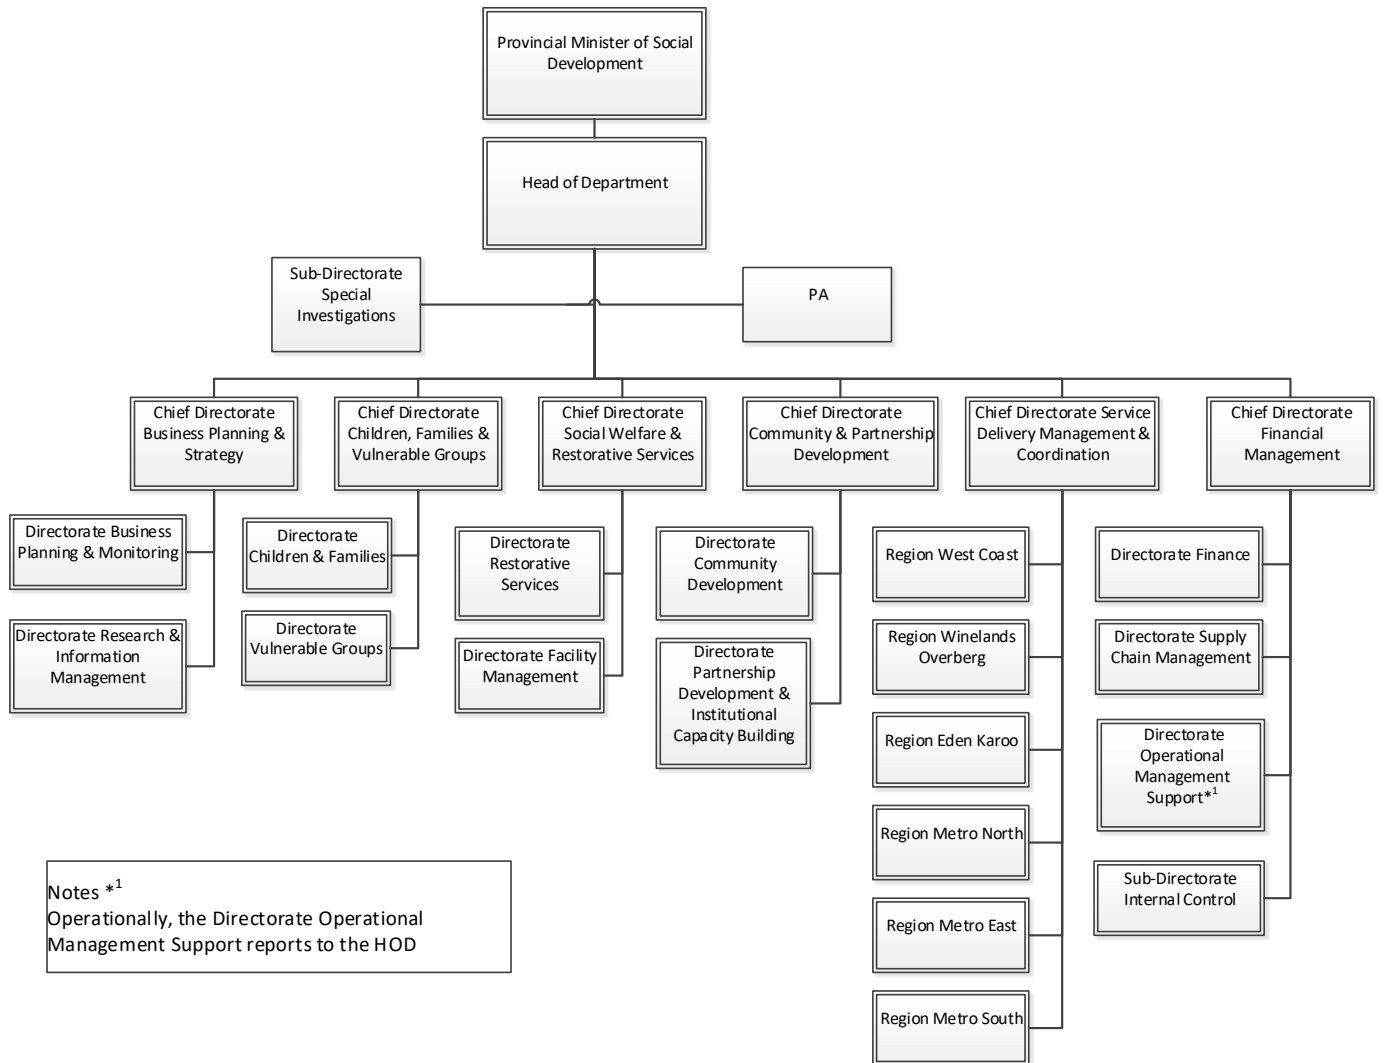 Provincial Minister of Social
Development
Head of Department
Sub-Directorate
Special
Investigations
PA
Chief Directorate
Business Planning &
Strategy
Chief Directorate
Children, Families &
Vulnerable Groups
Chief Directorate
Social Welfare &
Restorative Services
Chief Directorate
Community & Partnership
Development
Chief Directorate Service
Delivery Management &
Coordination
Chief Directorate
Financial
Management
Directorate Business
Planning & Monitoring
Directorate Research &
Information
Management
Directorate
Children & Families
Directorate
Vulnerable Groups
Directorate
Restorative
Services
Directorate Facility
Management
Directorate
Community
Development
Directorate
Partnership
Development &
Institutional
Capacity Building
Region West Coast
Region Winelands
Overberg
Region Eden Karoo
Region Metro North
Region Metro East
Region Metro South
Directorate Finance
Directorate Supply
Chain Management
Directorate
Operational
Management
Support*1
Sub-Directorate
Internal Control
Notes *1
Operationally, the Directorate Operational
Management Support reports to the HOD